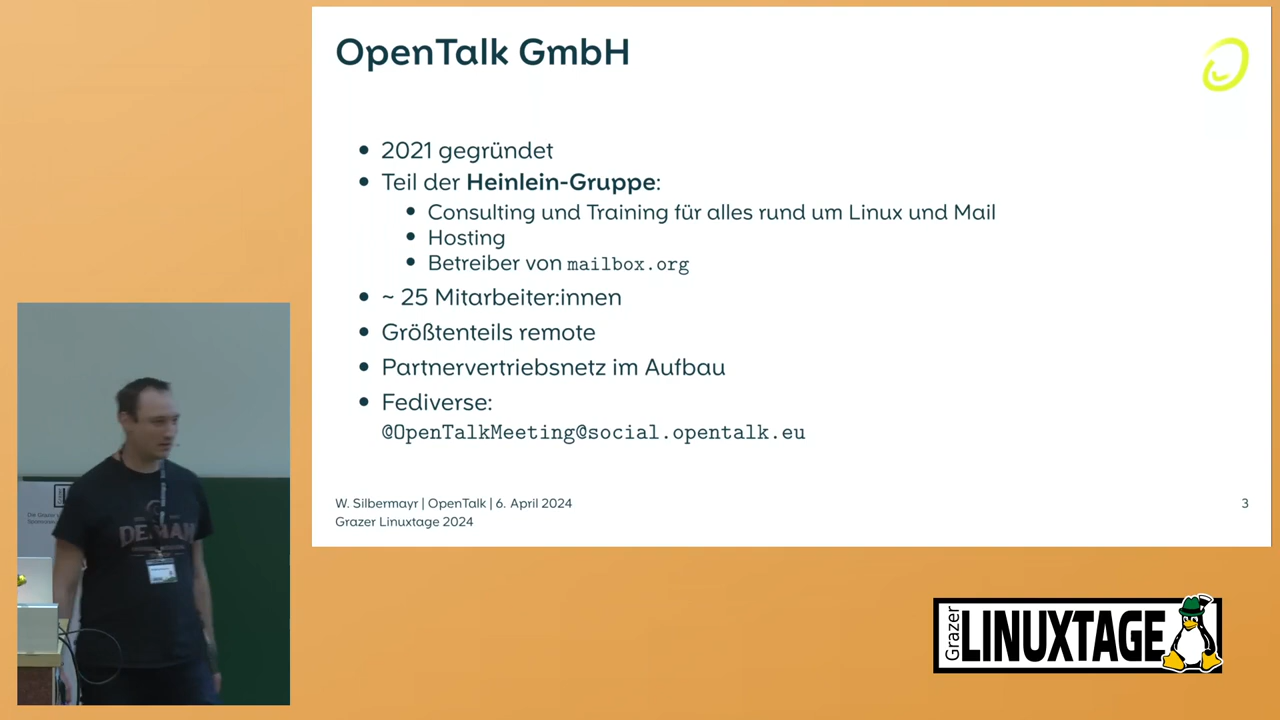 OpenTalk GmbH
• 2021 gegründet
• Teil der Heinlein-Gruppe:
• Consulting und Training für alles rund um Linux und Mail
• Hosting
• Betreiber von mailbox.org
• ~ 25 Mitarbeiter:innen
• Größtenteils remote
• Partnervertriebsnetz im Aufbau
• Fediverse:
@OpenTalkMeeting@social.opentalk.eu
W. Silbermayr | OpenTalk | 6. April 2024
Grazer Linuxtage 2024
3
Grazer
LINUXTAGE